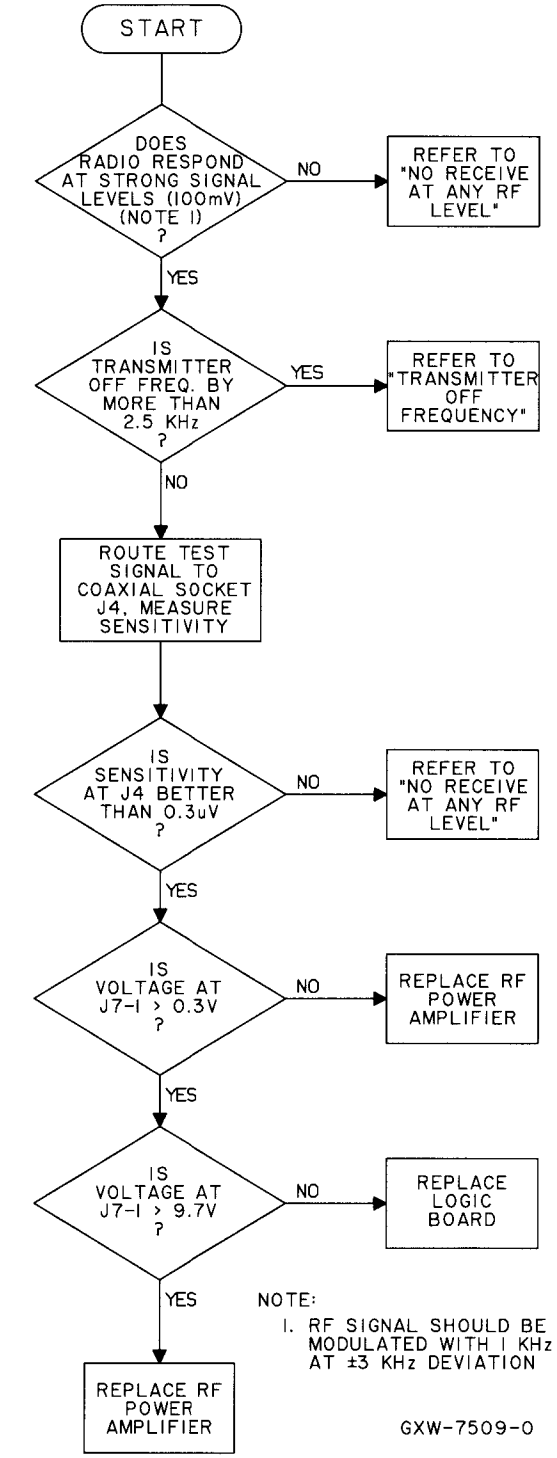 START
DOES
RADIO RESPOND
AT STRONG SIGNAL
LEVELS (100mV)
(NOTE 1)
?
NO
REFER TO
"NO RECEIVE
AT ANY RF
LEVEL"
YES
IS
TRANSMITTER
OFF FREQ. BY
MORE THAN
2.5 KHz
?
YES
REFER TO
"TRANSMITTER
OFF
FREQUENCY"
NO
ROUTE TEST
SIGNAL TO
COAXIAL SOCKET
J4, MEASURE
SENSITIVITY
IS
SENSITIVITY
AT J4 BETTER
THAN 0.3uV
?
NO
REFER TO
"NO RECEIVE
AT ANY RF
LEVEL"
YES
IS
VOLTAGE AT
J7-1 > 0.3V
?
NO
REPLACE RF
POWER
AMPLIFIER
YES
IS
VOLTAGE AT
J7-1 > 9.7V
?
NO
REPLACE
LOGIC
BOARD
YES
REPLACE RF
POWER
AMPLIFIER
NOTE:
1. RF SIGNAL SHOULD BE
MODULATED WITH 1 KHz
AT ±3 KHz DEVIATION
GXW-7509-0